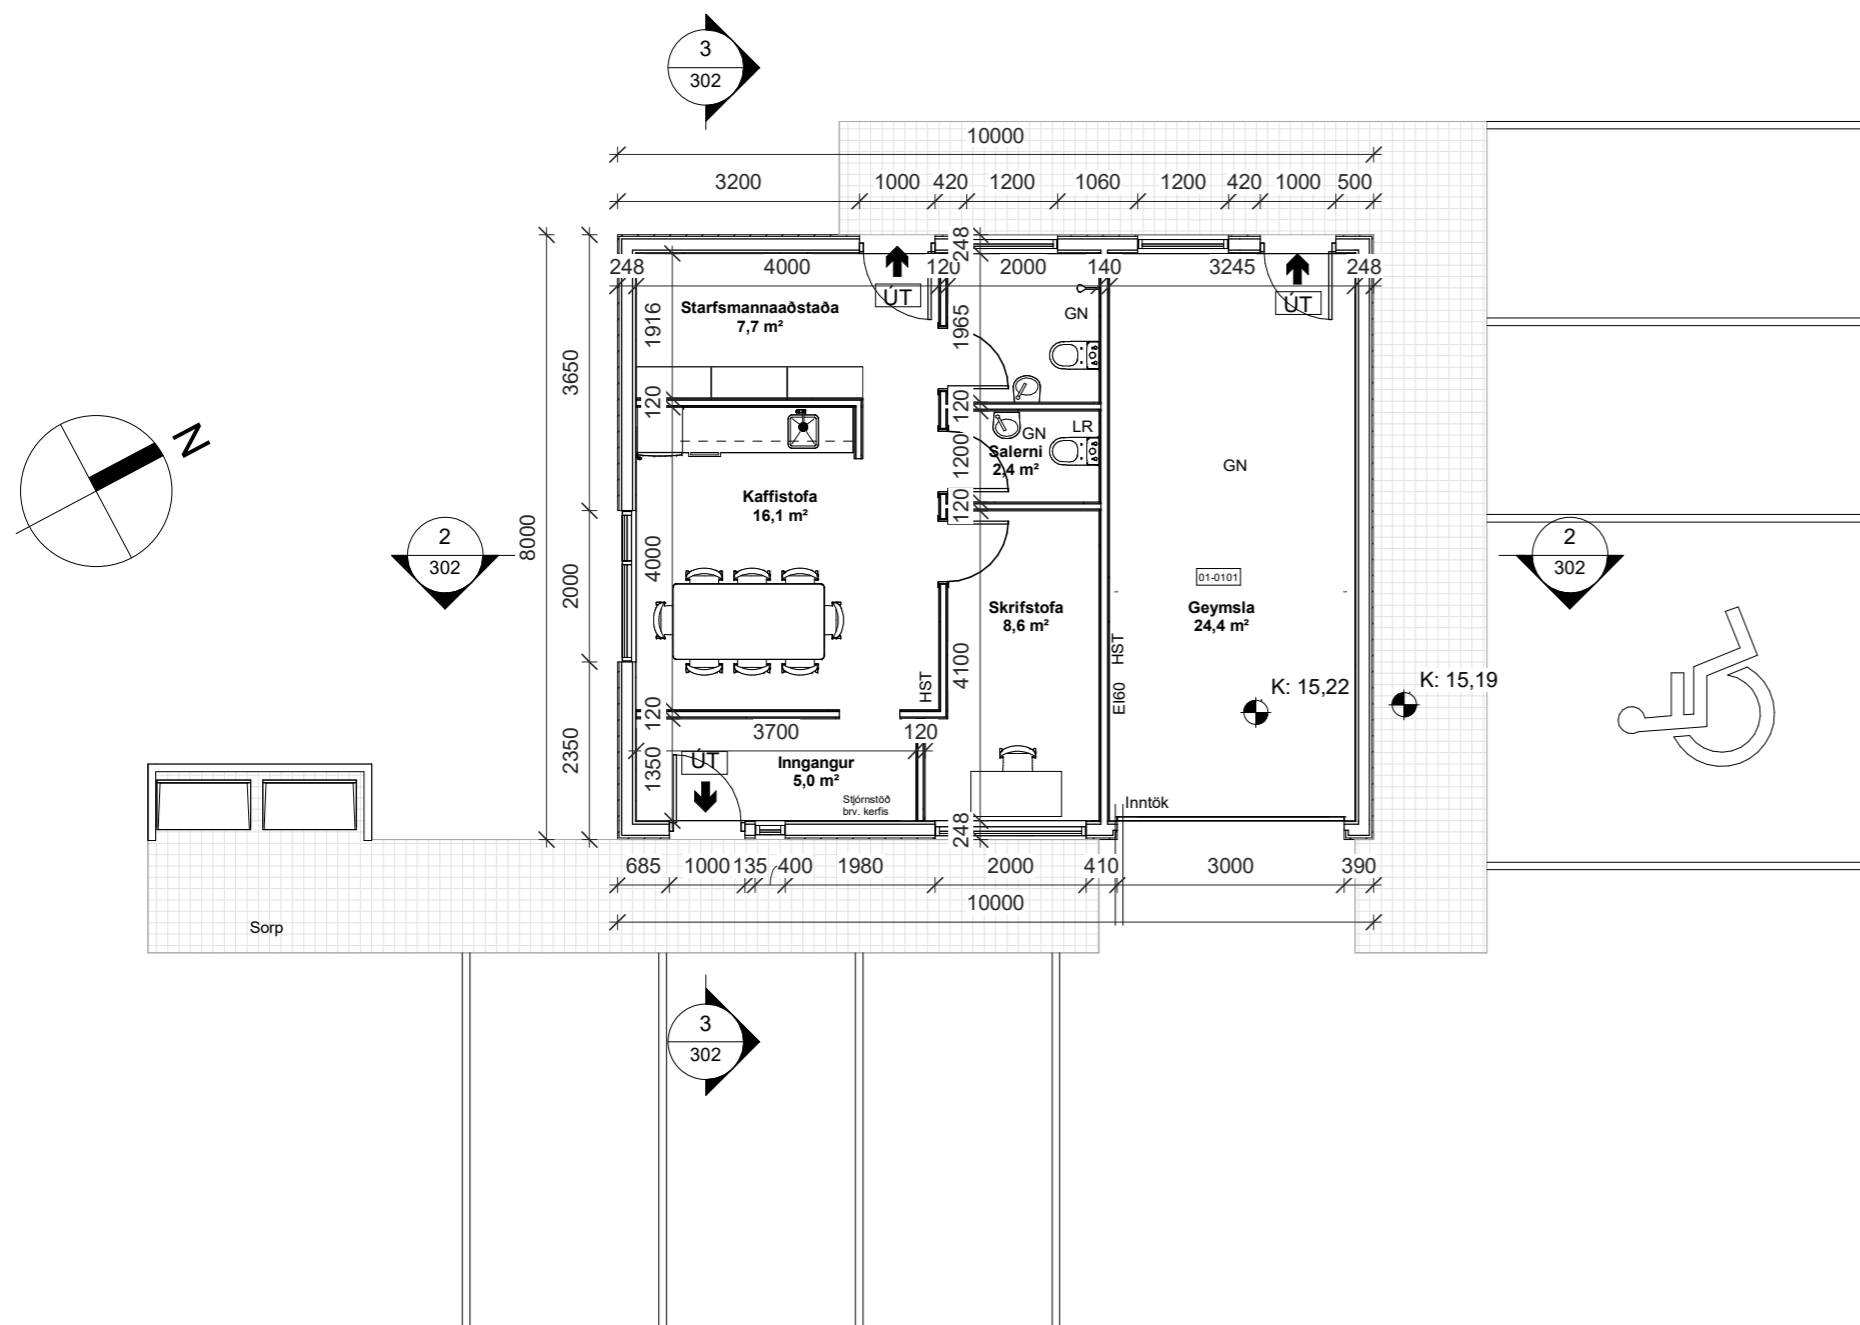 3
302
10000
3200
1000
420
1200
1060
1200
420
1000
500
248
248
4000
120
2000
140
3245
248
ÚT
ÚT
Starfsmannaaðstaða
7,7 m²
1916
1965
GN
3650
120
120
N
GN
LR
Salerni
2,4 m²
1200
GN
Kaffistofa
16,1 m²
120
8000
2
302
2
302
4000
2000
01-0101
Skrifstofa
8,6 m²
Geymsla
24,4 m²
4100
HST
HST
EI60
K: 15,22
K: 15,19
120
3700
120
2350
1350
ÚT
Inngangur
5,0 m²
Stjórnstöð
brv. kerfis
Inntök
248
685
1000
135
400
1980
2000
410
3000
390
10000
Sorp
3
302